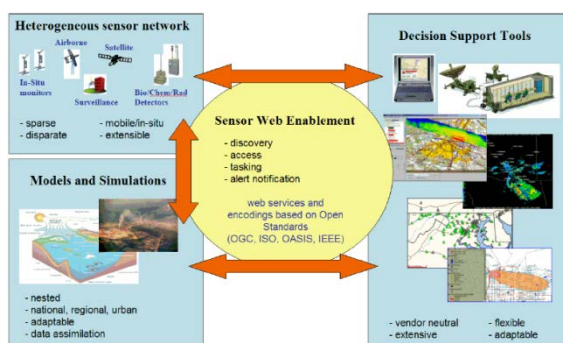 Heterogeneous sensor network
Airborne
Satellite
In-Situ
monitors
Surveillance
Bio/Chem/Rad
Detectors
- sparse
- disparate
- mobile/in-situ
- extensible
Models and Simulations
- nested
- national, regional, urban
- adaptable
- data assimilation
Sensor Web Enablement
- discovery
- access
- tasking
- alert notification
web services and
encodings based on Open
Standards
(OGC, ISO, OASIS, IEEE)
Decision Support Tools
- vendor neutral
- extensive
- flexible
- adaptable